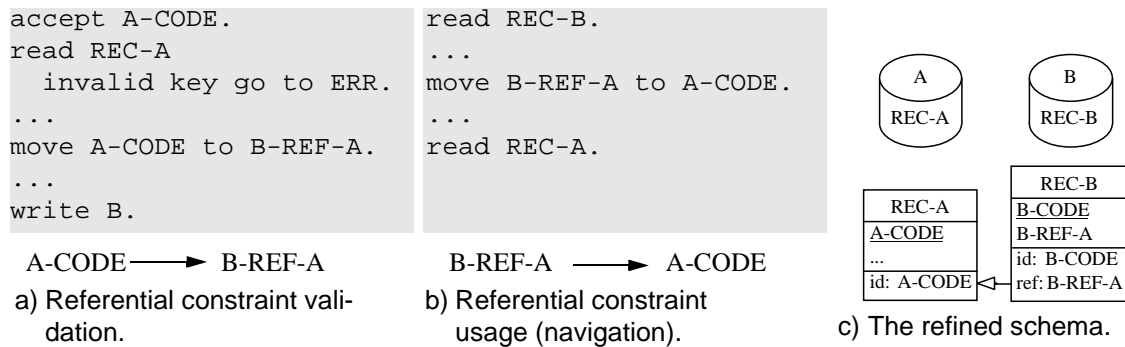 accept A-CODE.
read REC-A
invalid key go to ERR.
...
move A-CODE to B-REF-A.
...
write B.
A-CODE B-REF-A
a) Referential constraint vali-
dation.
read REC-B.
...
move B-REF-A to A-CODE.
...
read REC-A.
B-REF-A A-CODE
b) Referential constraint
usage (navigation).
A
REC-A
B
REC-B
REC-A
A-CODE
...
id: A-CODE
REC-B
B-CODE
B-REF-A
id: B-CODE
ref: B-REF-A
c) The refined schema.